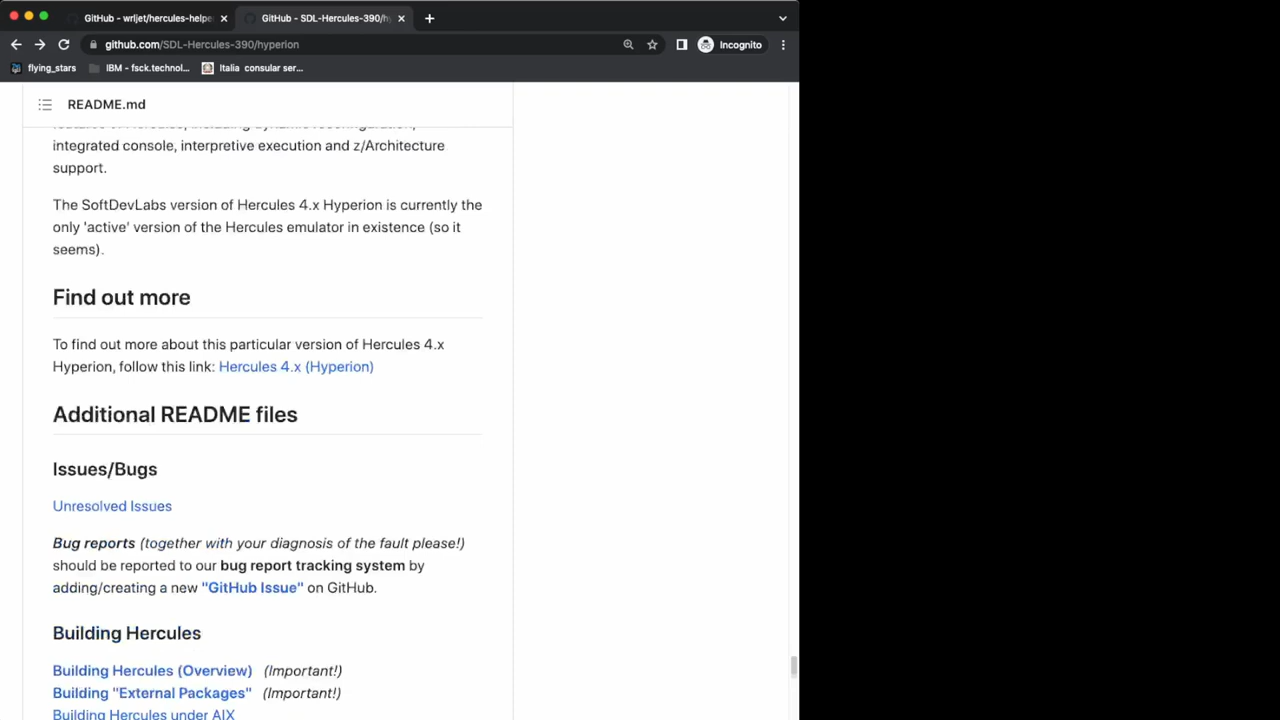 GitHub - wrljet/hercules-helpe
GitHub - SDL-Hercules-390/hy
github.com/SDL-Hercules-390/hyperion
Incognito
flying_stars
IBM - fsck.technol...
Italia consular ser...
README.md
integrated console, interpretive execution and z/Architecture
support.
The SoftDevLabs version of Hercules 4.x Hyperion is currently the
only 'active' version of the Hercules emulator in existence (so it
seems).
Find out more
To find out more about this particular version of Hercules 4.x
Hyperion, follow this link: Hercules 4.x (Hyperion)
Additional README files
Issues/Bugs
Unresolved Issues
Bug reports (together with your diagnosis of the fault please!)
should be reported to our bug report tracking system by
adding/creating a new "GitHub Issue" on GitHub.
Building Hercules
Building Hercules (Overview) (Important!)
Building "External Packages" (Important!)
Building Hercules under AIX